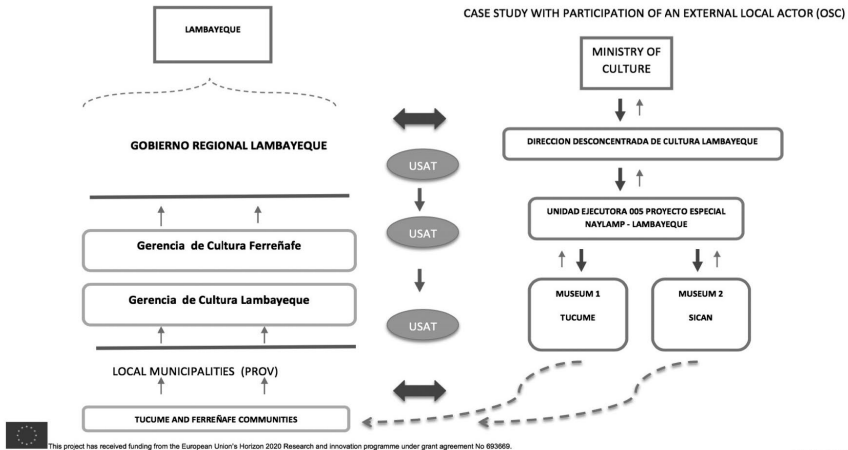 CASE STUDY WITH PARTICIPATION OF AN EXTERNAL LOCAL ACTOR (OSC)
LAMBAYEQUE
GOBIERNO REGIONAL LAMBAYEQUE
Gerencia de Cultura Ferreñafe
Gerencia de Cultura Lambayeque
LOCAL MUNICIPALITIES (PROV)
TUCUME AND FERREÑAFE COMMUNITIES
USAT
USAT
USAT
MINISTRY OF
CULTURE
DIRECCION DESCONCENTRADA DE CULTURA LAMBAYEQUE
UNIDAD EJECUTORA 005 PROYECTO ESPECIAL
NAYLAMP - LAMBAYEQUE
MUSEUM 1
TUCUME
MUSEUM 2
SICAN
This project has received funding from the European Union's Horizon 2020 Research and innovation programme under grant agreement No 693669.